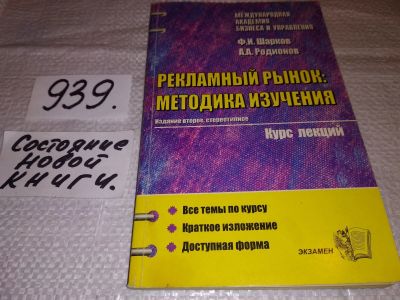 939.
Состояние
новой
книги.
МЕЖДУНАРОДНАЯ
АКАДЕМИЯ
БИЗНЕСА И УПРАВЛЕНИЯ
Ф.И. Шарков
А.А. Родионов
РЕКЛАМНЫЙ РЫНОК:
МЕТОДИКА ИЗУЧЕНИЯ
Издание второе, стереотипное
Курс лекций
Все темы по курсу
Краткое изложение
Доступная форма
ЭКЗАМЕН